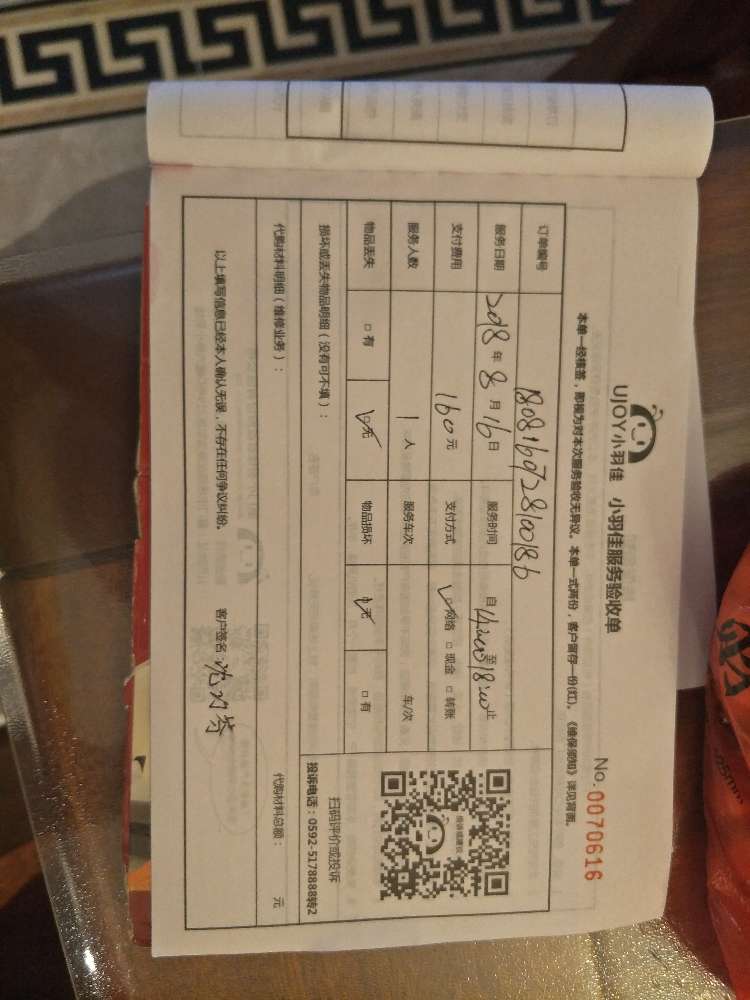 UJOY小羽佳 小羽佳服务验收单
No. 0070616
本单一经核签，即视为对本次服务验收无异议。本单一式两份，客户留存一份(红)。《维保须知》详见背面。
订单编号 180816072810018b
服务日期 2018年8月16日 服务时间 自14:00至18:00止
支付费用 160元 支付方式 ☑网络 □现金 □转账
服务人数 1人 服务车次 车/次
物品丢失 □有 ☑无 物品损坏 ☑无 □有
损坏或丢失物品明细（没有可不填）：
扫码评价或投诉
投诉电话：0592-5178888转2
代购材料明细（维修业务）： 代购材料总额： 元
以上填写信息已经本人确认无误，不存在任何争议纠纷。 客户签名：